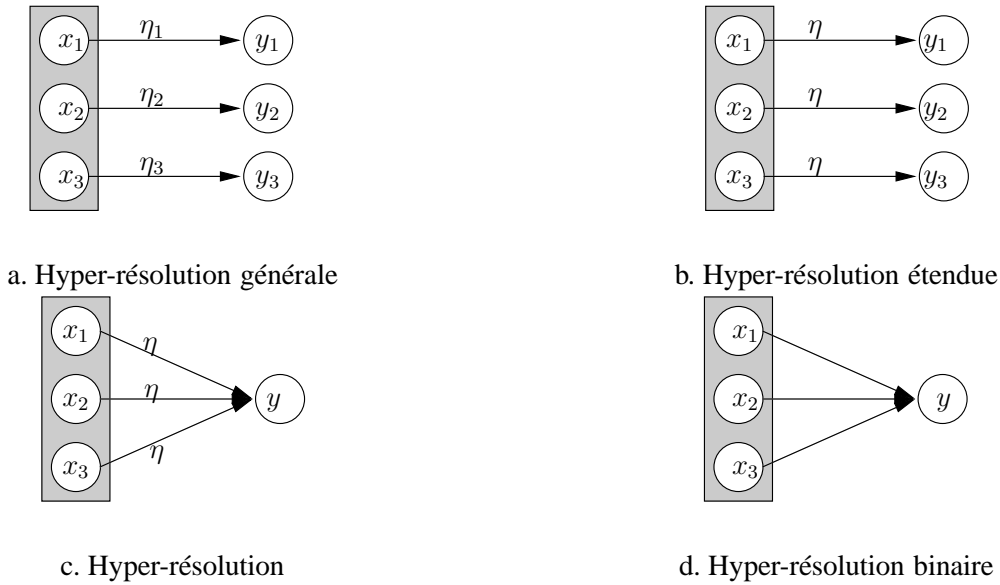 x₁ η₁ y₁
x₂ η₂ y₂
x₃ η₃ y₃
a. Hyper-résolution générale
x₁ η y₁
x₂ η y₂
x₃ η y₃
b. Hyper-résolution étendue
x₁ η
x₂ η y
x₃ η
c. Hyper-résolution
x₁
x₂ y
x₃
d. Hyper-résolution binaire